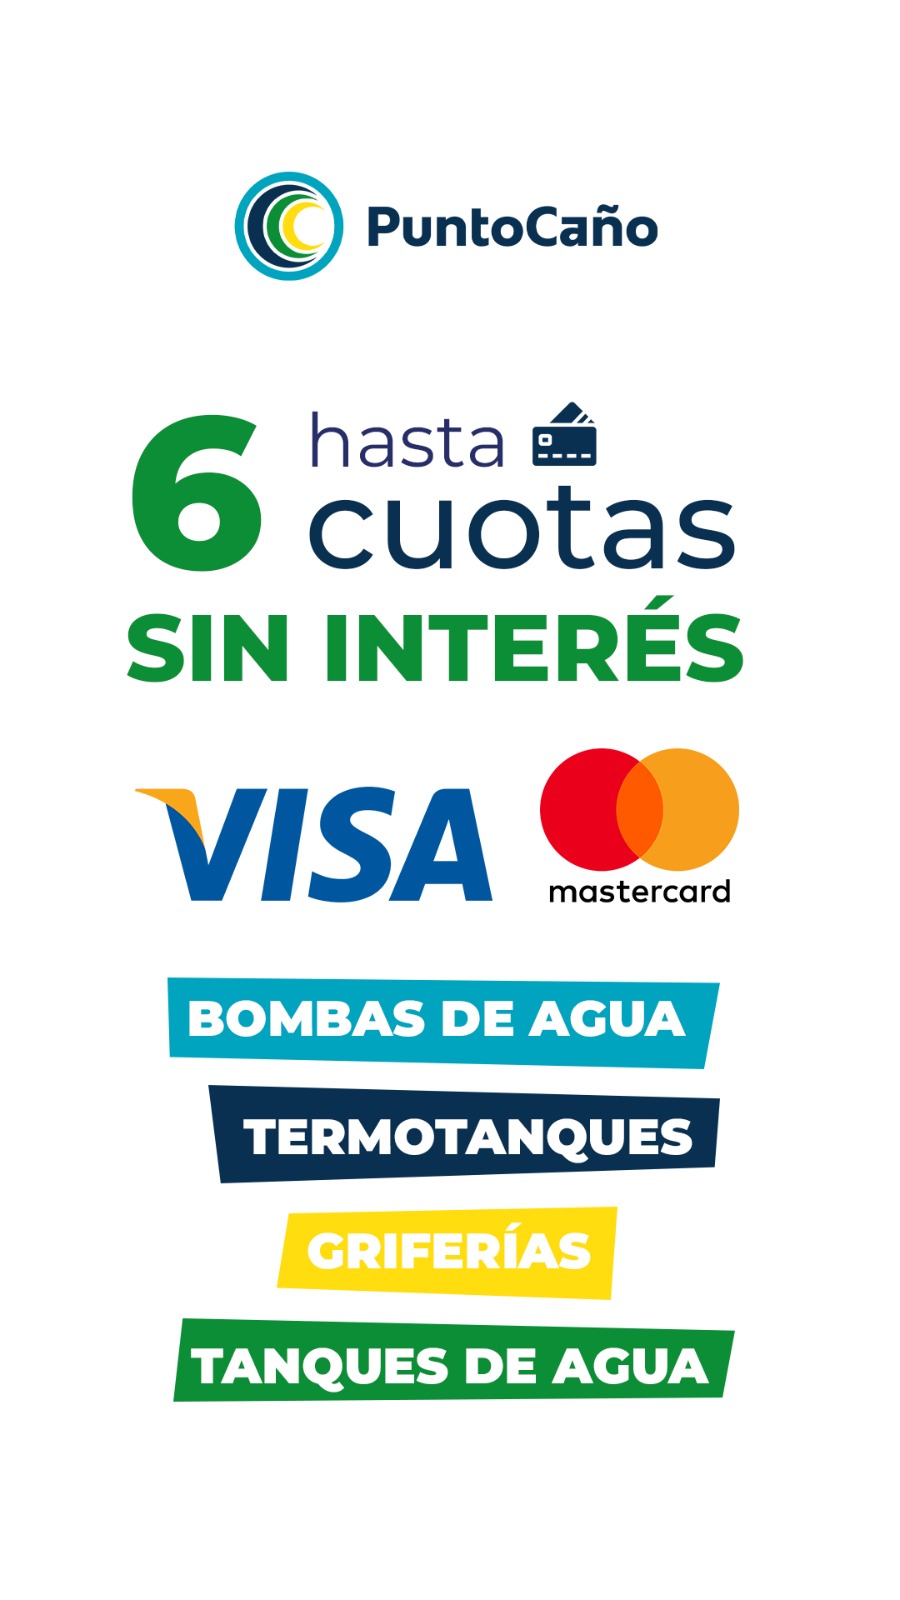 PuntoCaño
6 hasta
cuotas
SIN INTERÉS
VISA
mastercard
BOMBAS DE AGUA
TERMOTANQUES
GRIFERÍAS
TANQUES DE AGUA